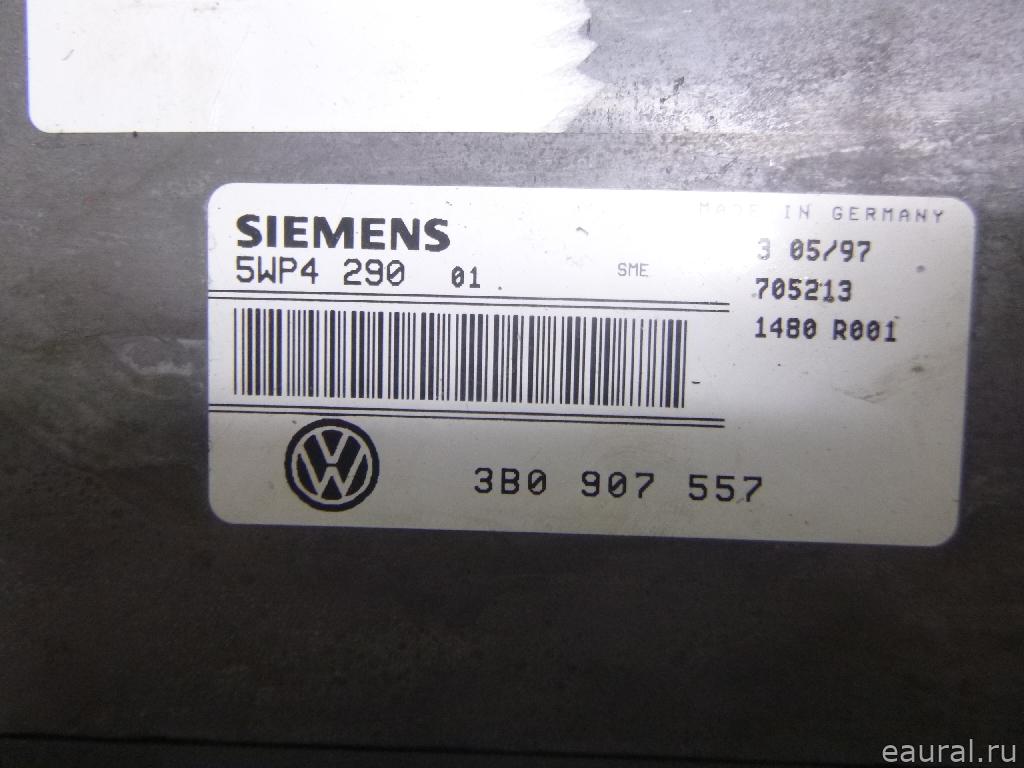 MADE IN GERMANY
SIEMENS
3 05/97
5WP4 290 01
SME
705213
1480 R001
3B0 907 557
eaural.ru